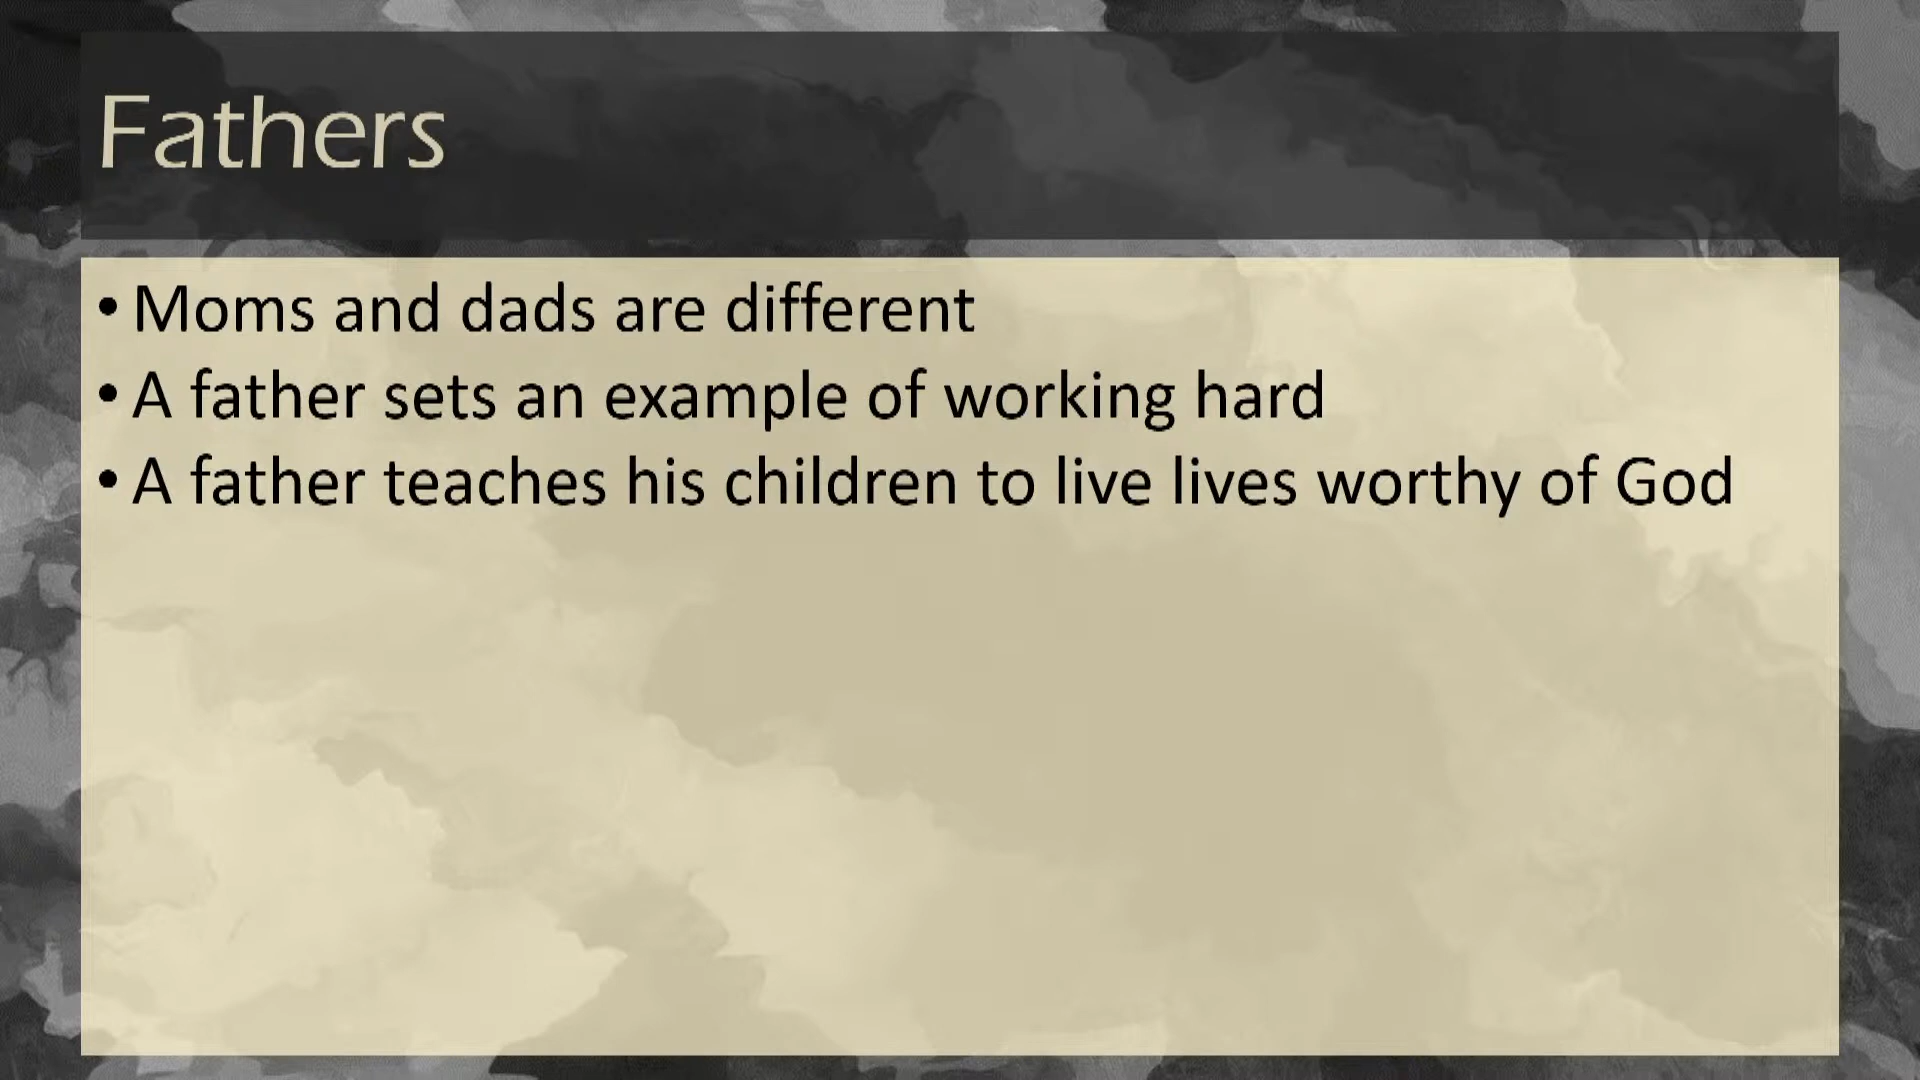 Fathers
• Moms and dads are different
• A father sets an example of working hard
• A father teaches his children to live lives worthy of God